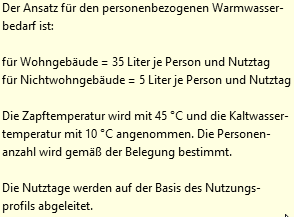 Der Ansatz für den personenbezogenen Warmwasser-
bedarf ist:
für Wohngebäude = 35 Liter je Person und Nutztag
für Nichtwohngebäude = 5 Liter je Person und Nutztag
Die Zapftemperatur wird mit 45 °C und die Kaltwasser-
temperatur mit 10 °C angenommen. Die Personen-
anzahl wird gemäß der Belegung bestimmt.
Die Nutztage werden auf der Basis des Nutzungs-
profils abgeleitet.